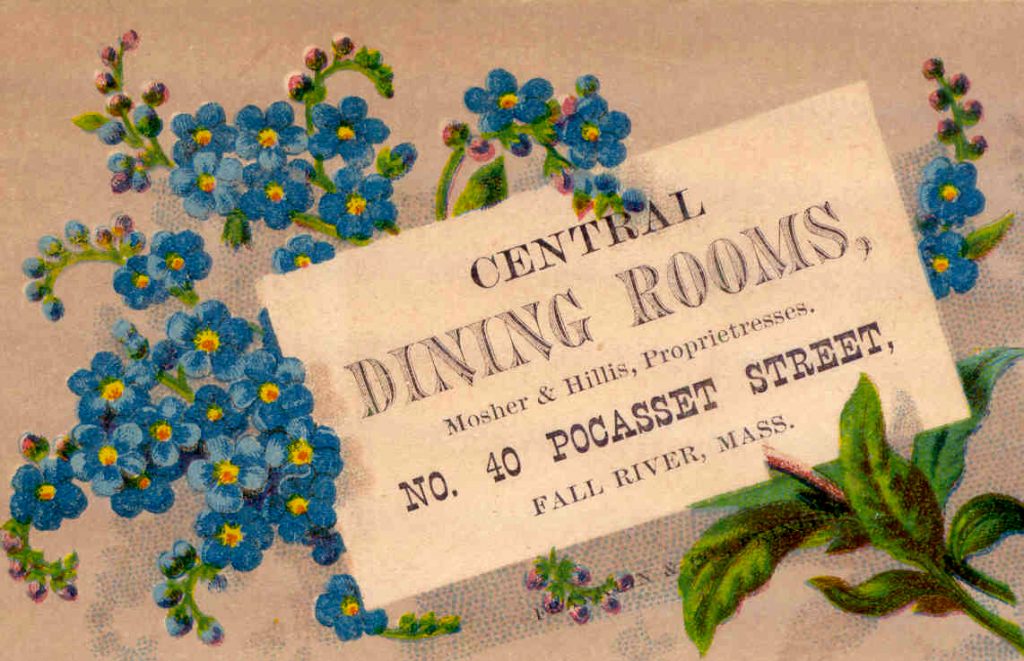 CENTRAL
DINING ROOMS,
Mosher & Hillis, Proprietresses.
NO. 40 POCASSET STREET,
FALL RIVER, MASS.